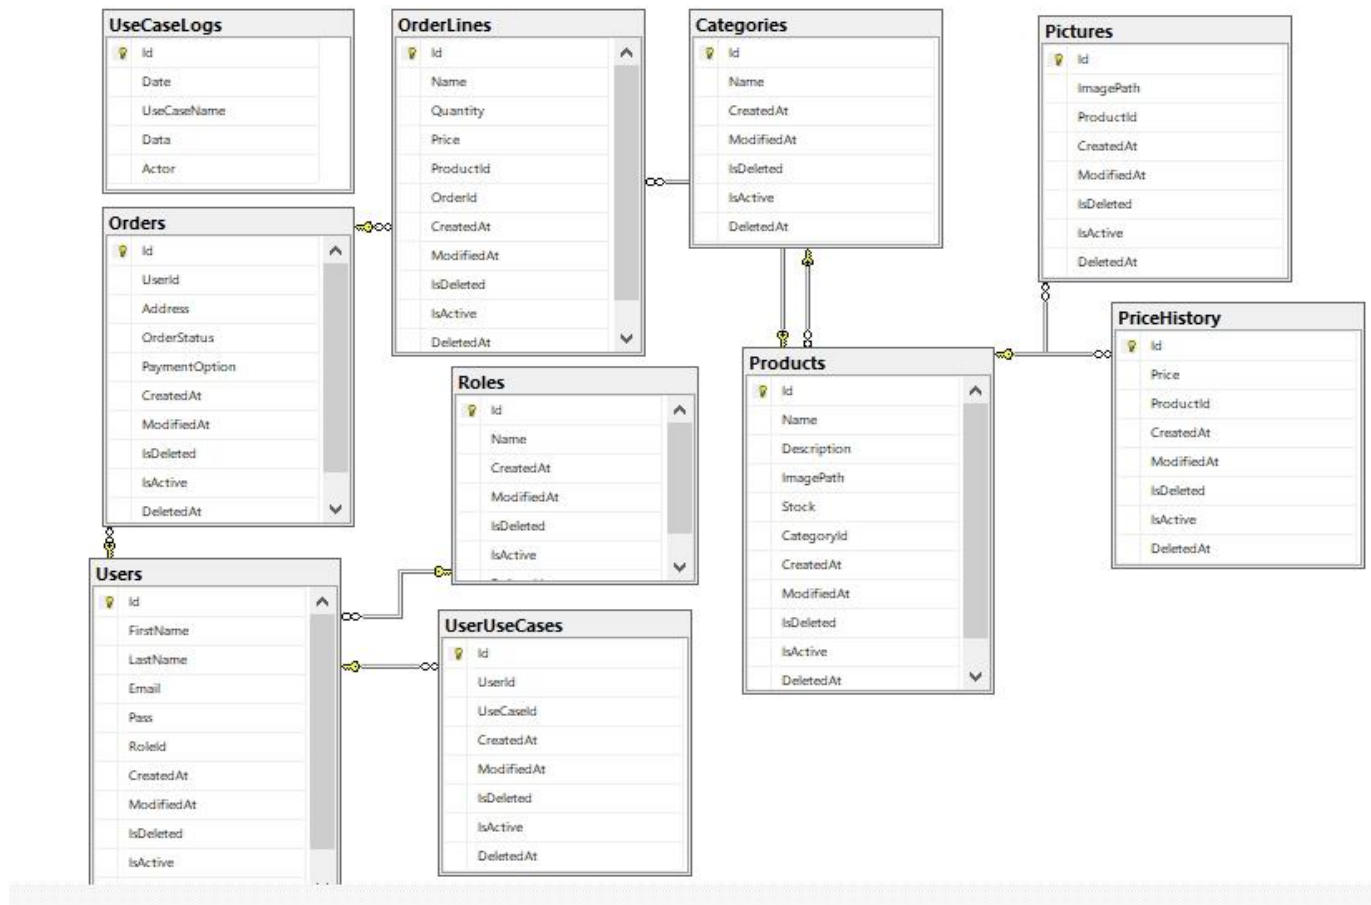 UseCaseLogs
Id
Date
UseCaseName
Data
Actor
OrderLines
Id
Name
Quantity
Price
ProductId
OrderId
CreatedAt
ModifiedAt
IsDeleted
IsActive
DeletedAt
Categories
Id
Name
CreatedAt
ModifiedAt
IsDeleted
IsActive
DeletedAt
Pictures
Id
ImagePath
ProductId
CreatedAt
ModifiedAt
IsDeleted
IsActive
DeletedAt
Orders
Id
UserId
Address
OrderStatus
PaymentOption
CreatedAt
ModifiedAt
IsDeleted
IsActive
DeletedAt
Roles
Id
Name
CreatedAt
ModifiedAt
IsDeleted
IsActive
Products
Id
Name
Description
ImagePath
Stock
CategoryId
CreatedAt
ModifiedAt
IsDeleted
IsActive
DeletedAt
PriceHistory
Id
Price
ProductId
CreatedAt
ModifiedAt
IsDeleted
IsActive
DeletedAt
Users
Id
FirstName
LastName
Email
Pass
RoleId
CreatedAt
ModifiedAt
IsDeleted
IsActive
UserUseCases
Id
UserId
UseCaseId
CreatedAt
ModifiedAt
IsDeleted
IsActive
DeletedAt